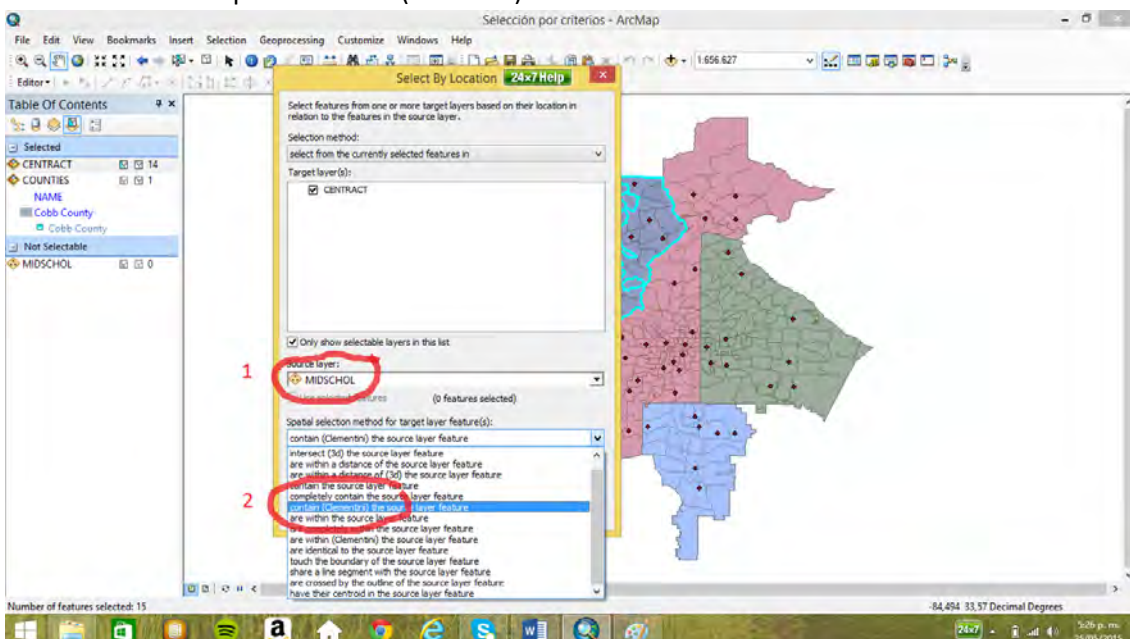 Selección por criterios - ArcMap
File Edit View Bookmarks Insert Selection Geoprocessing Customize Windows Help
1:656.627
Editor
Select By Location 24x7 Help
Table Of Contents
Selected
CENTRACT 14
COUNTIES 1
NAME
Cobb County
Cobb County
Not Selectable
MIDSCHOL 0
Select features from one or more target layers based on their location in
relation to the features in the source layer.
Selection method:
select from the currently selected features in
Target layer(s):
CENTRACT
Only show selectable layers in this list
Source layer:
1
MIDSCHOL
features (0 features selected)
Spatial selection method for target layer feature(s):
contain (Clementini) the source layer feature
intersect (3d) the source layer feature
are within a distance of the source layer feature
are within a distance of (3d) the source layer feature
contain the source layer feature
completely contain the source layer feature
2
contain (Clementini) the source layer feature
are within the source layer feature
are completely within the source layer feature
are within (Clementini) the source layer feature
are identical to the source layer feature
touch the boundary of the source layer feature
share a line segment with the source layer feature
are crossed by the outline of the source layer feature
have their centroid in the source layer feature
Number of features selected: 15
-84,494 33,57 Decimal Degrees
24x7
5:26 p. m.